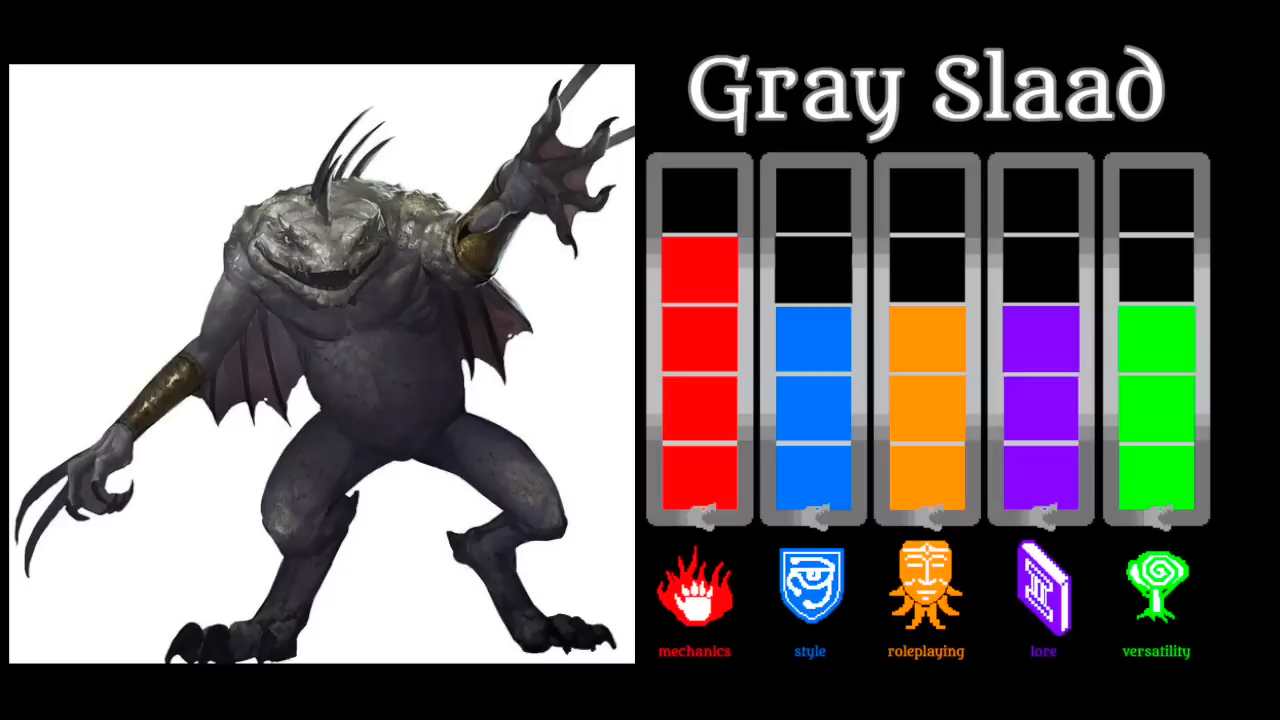 Gray Slaad
mechanics
style
roleplaying
lore
versatility